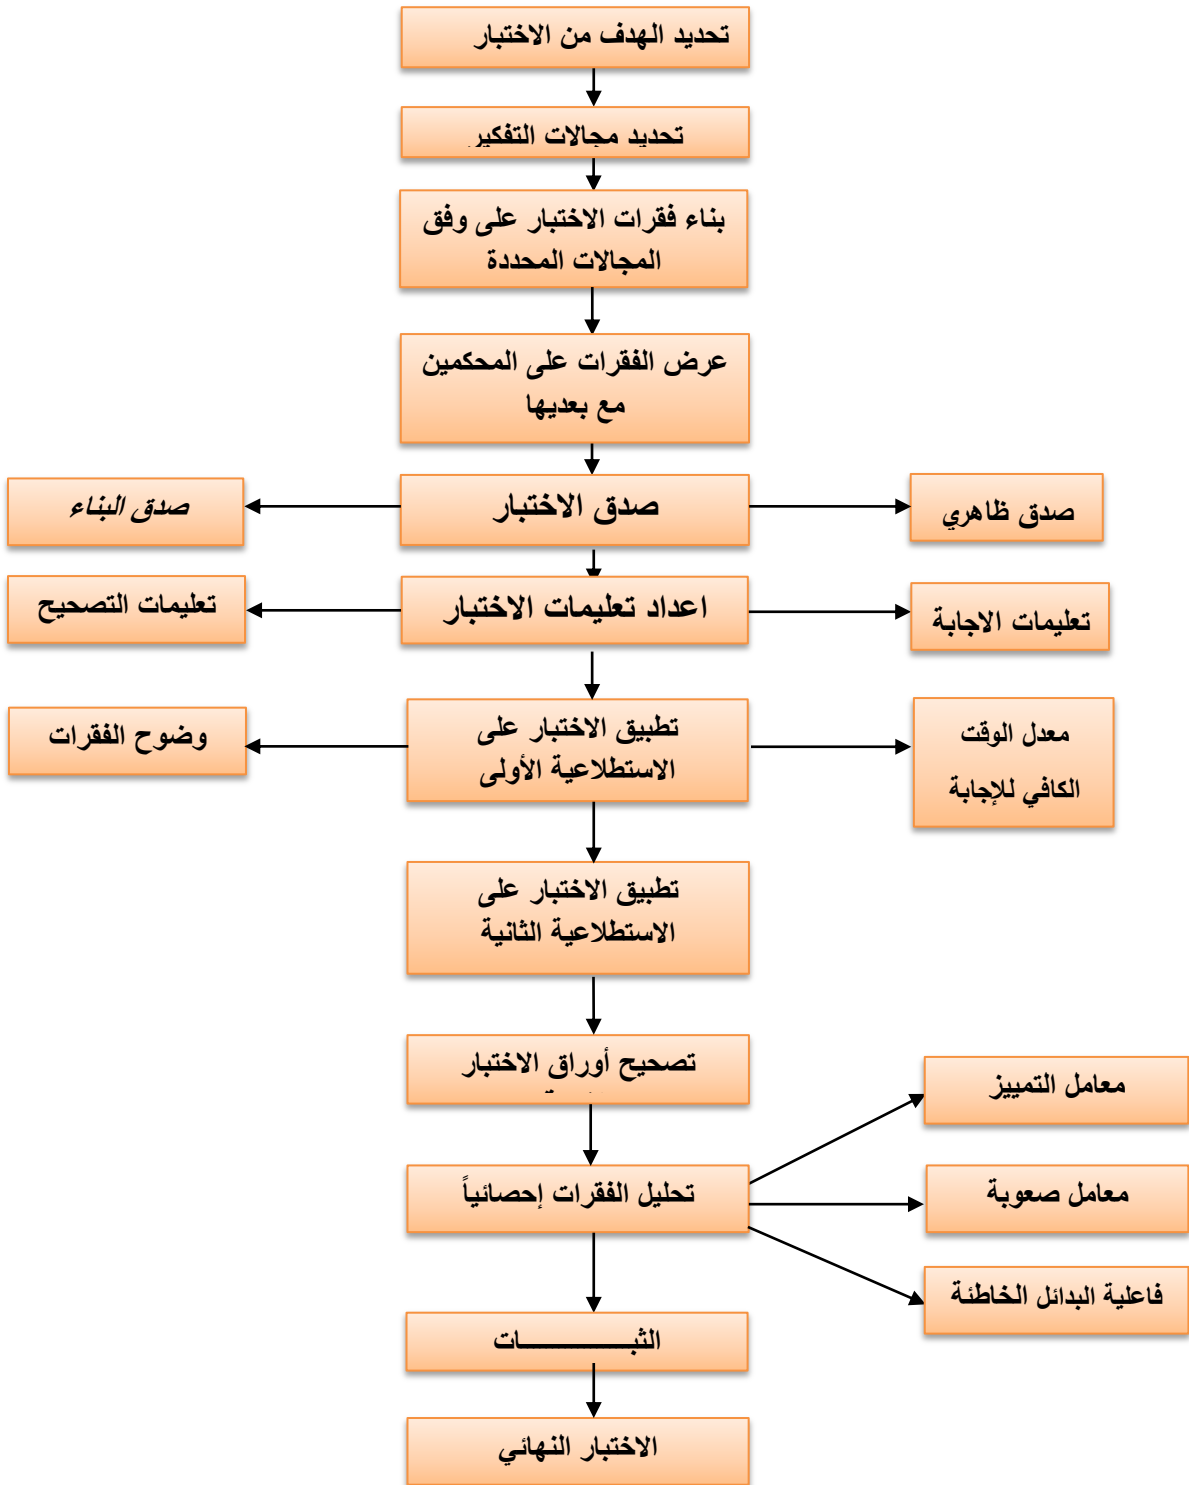 تحديد الهدف من الاختبار
تحديد مجالات التفكير
بناء فقرات الاختبار على وفق
المجالات المحددة
عرض الفقرات على المحكمين
مع بعديها
صدق ظاهري
صدق الاختبار
صدق البناء
تعليمات الاجابة
اعداد تعليمات الاختبار
تعليمات التصحيح
معدل الوقت
الكافي للإجابة
تطبيق الاختبار على
الاستطلاعية الأولى
وضوح الفقرات
تطبيق الاختبار على
الاستطلاعية الثانية
تصحيح أوراق الاختبار
معامل التمييز
تحليل الفقرات إحصائياً
معامل صعوبة
فاعلية البدائل الخاطئة
الثبـــــــــــــــات
الاختبار النهائي